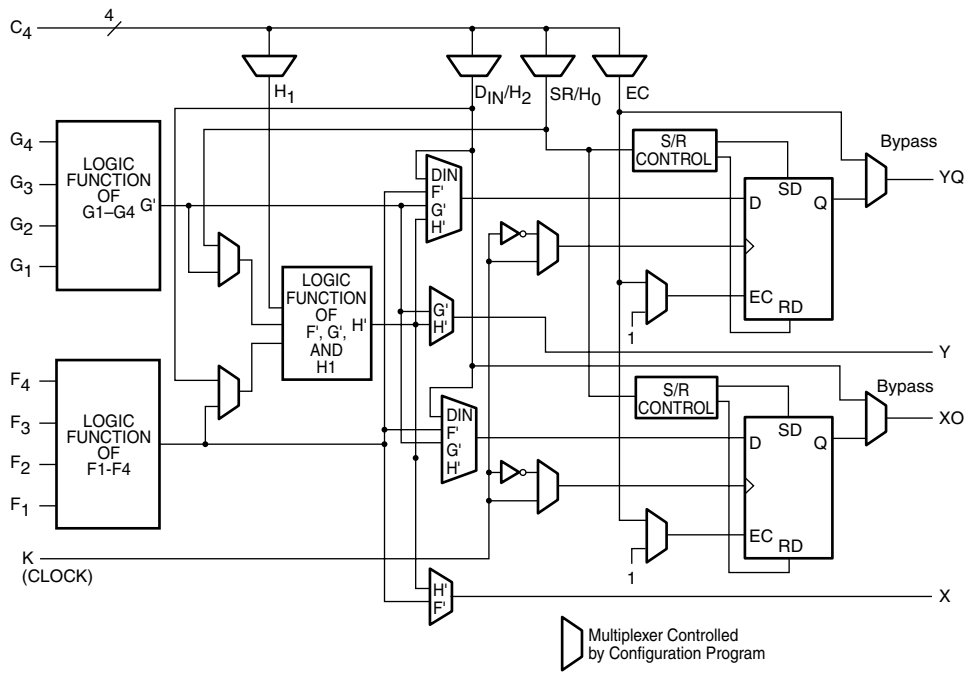 C4
4
H1
DIN/H2
SR/H0
EC
G4
G3
G2
G1
LOGIC
FUNCTION
OF
G1–G4
G'
DIN
F'
G'
H'
S/R
CONTROL
Bypass
YQ
SD
D
Q
EC
RD
1
LOGIC
FUNCTION
OF
F', G',
AND
H1
H'
G'
H'
Y
F4
F3
F2
F1
LOGIC
FUNCTION
OF
F1-F4
DIN
F'
G'
H'
S/R
CONTROL
Bypass
XO
SD
D
Q
EC
RD
1
K
(CLOCK)
H'
F'
X
Multiplexer Controlled
by Configuration Program